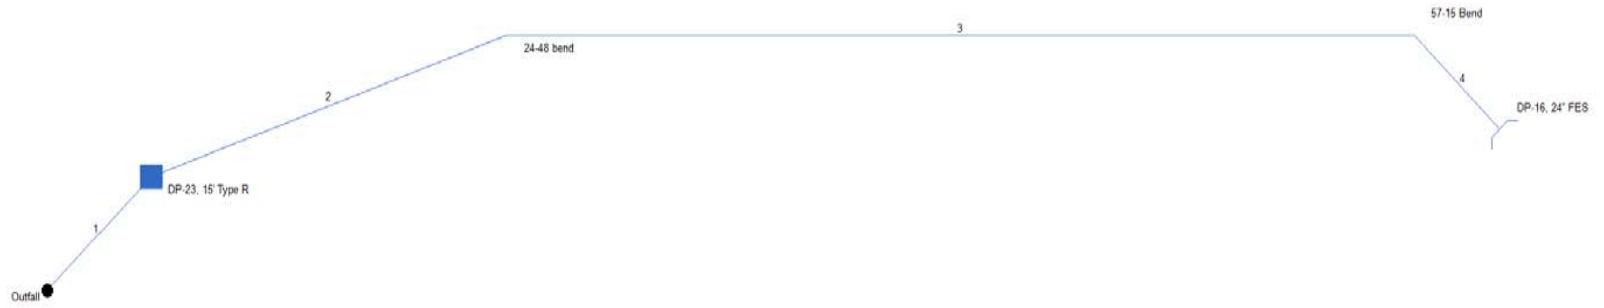 57-15 Bend
3
24-48 bend
4
2
DP-16, 24" FES
DP-23, 15' Type R
1
Outfall